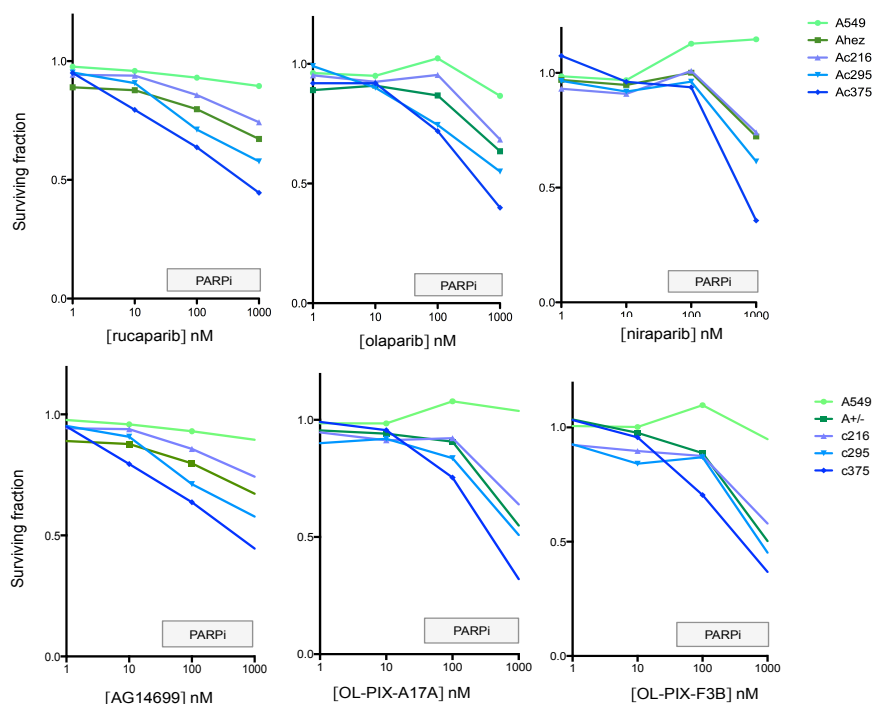 A549
Ahez
Ac216
Ac295
Ac375
Surviving fraction
1.0
0.5
0.0
PARPi
1 10 100 1000
[rucaparib] nM
1.0
0.5
0.0
PARPi
1 10 100 1000
[olaparib] nM
1.0
0.5
0.0
PARPi
1 10 100 1000
[niraparib] nM
A549
A+/-
c216
c295
c375
Surviving fraction
1.0
0.5
0.0
PARPi
1 10 100 1000
[AG14699] nM
1.0
0.5
0.0
PARPi
1 10 100 1000
[OL-PIX-A17A] nM
1.0
0.5
0.0
PARPi
1 10 100 1000
[OL-PIX-F3B] nM